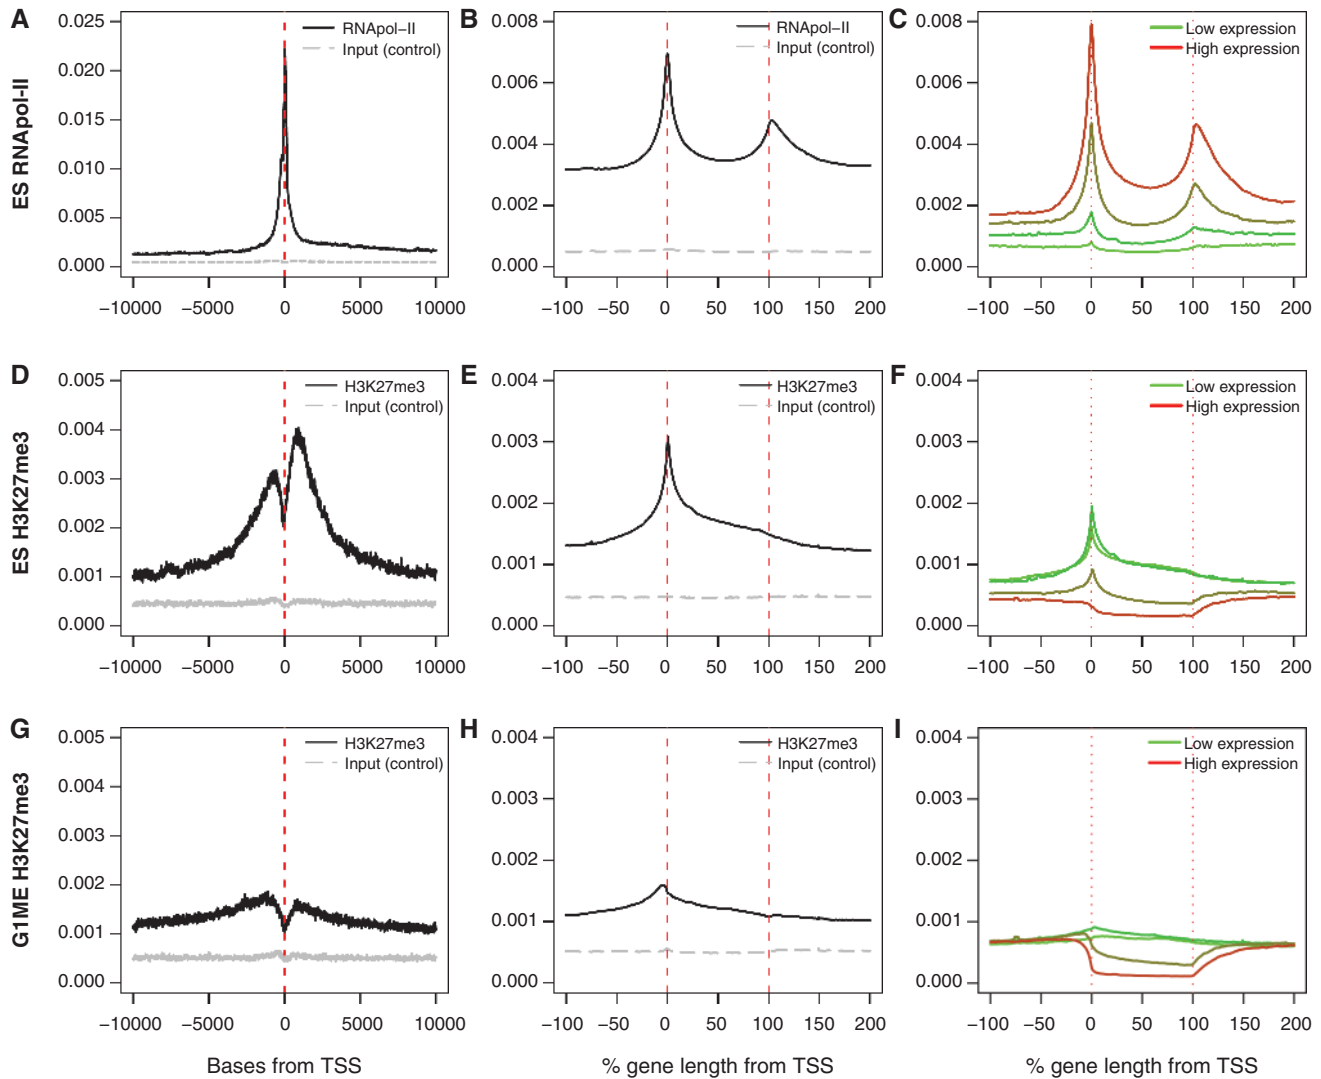 A
ES RNApol-II
RNApol-II
Input (control)
0.025
0.020
0.015
0.010
0.005
0.000
-10000 -5000 0 5000 10000
B
RNApol-II
Input (control)
0.008
0.006
0.004
0.002
0.000
-100 -50 0 50 100 150 200
C
Low expression
High expression
0.008
0.006
0.004
0.002
0.000
-100 -50 0 50 100 150 200
D
ES H3K27me3
H3K27me3
Input (control)
0.005
0.004
0.003
0.002
0.001
0.000
-10000 -5000 0 5000 10000
E
H3K27me3
Input (control)
0.004
0.003
0.002
0.001
0.000
-100 -50 0 50 100 150 200
F
Low expression
High expression
0.004
0.003
0.002
0.001
0.000
-100 -50 0 50 100 150 200
G
G1ME H3K27me3
H3K27me3
Input (control)
0.005
0.004
0.003
0.002
0.001
0.000
-10000 -5000 0 5000 10000
Bases from TSS
H
H3K27me3
Input (control)
0.004
0.003
0.002
0.001
0.000
-100 -50 0 50 100 150 200
% gene length from TSS
I
Low expression
High expression
0.004
0.003
0.002
0.001
0.000
-100 -50 0 50 100 150 200
% gene length from TSS